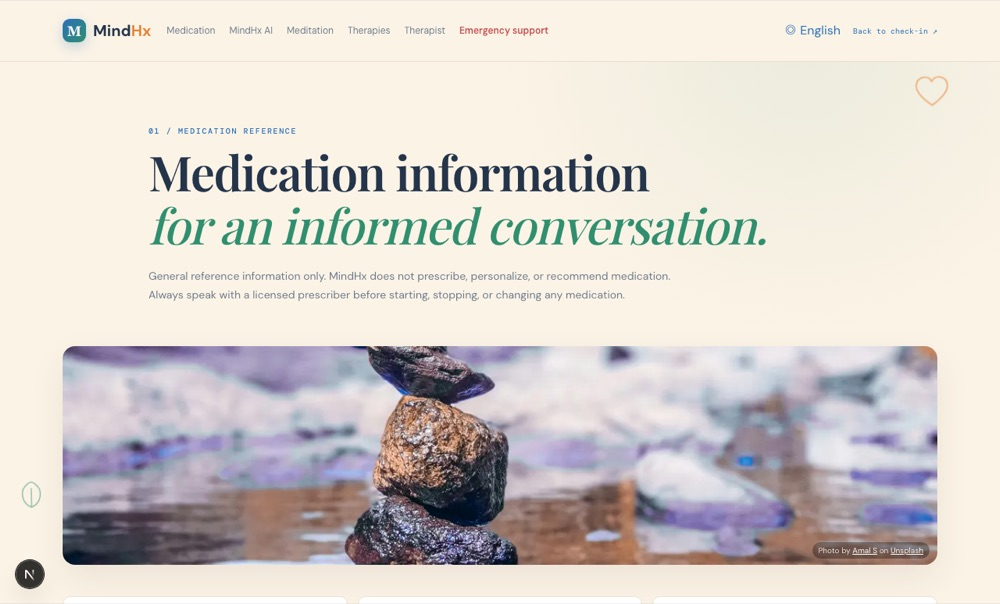 M MindHx
Medication MindHx AI Meditation Therapies Therapist Emergency support
English Back to check-in ↗
01 / MEDICATION REFERENCE
Medication information
for an informed conversation.
General reference information only. MindHx does not prescribe, personalize, or recommend medication.
Always speak with a licensed prescriber before starting, stopping, or changing any medication.
Photo by Amal S on Unsplash
N